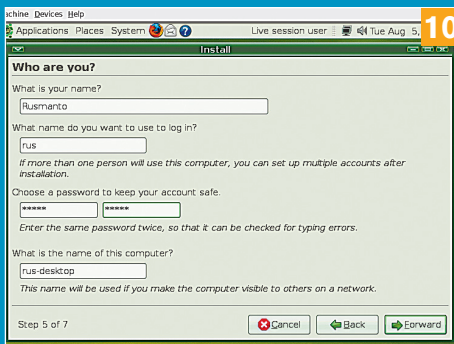 achine Devices Help
Applications Places System Live session user Tue Aug 5,
10
Install
Who are you?
What is your name?
Rusmanto
What name do you want to use to log in?
rus
If more than one person will use this computer, you can set up multiple accounts after
installation.
Choose a password to keep your account safe.
***** *****
Enter the same password twice, so that it can be checked for typing errors.
What is the name of this computer?
rus-desktop
This name will be used if you make the computer visible to others on a network.
Step 5 of 7 Cancel Back Forward